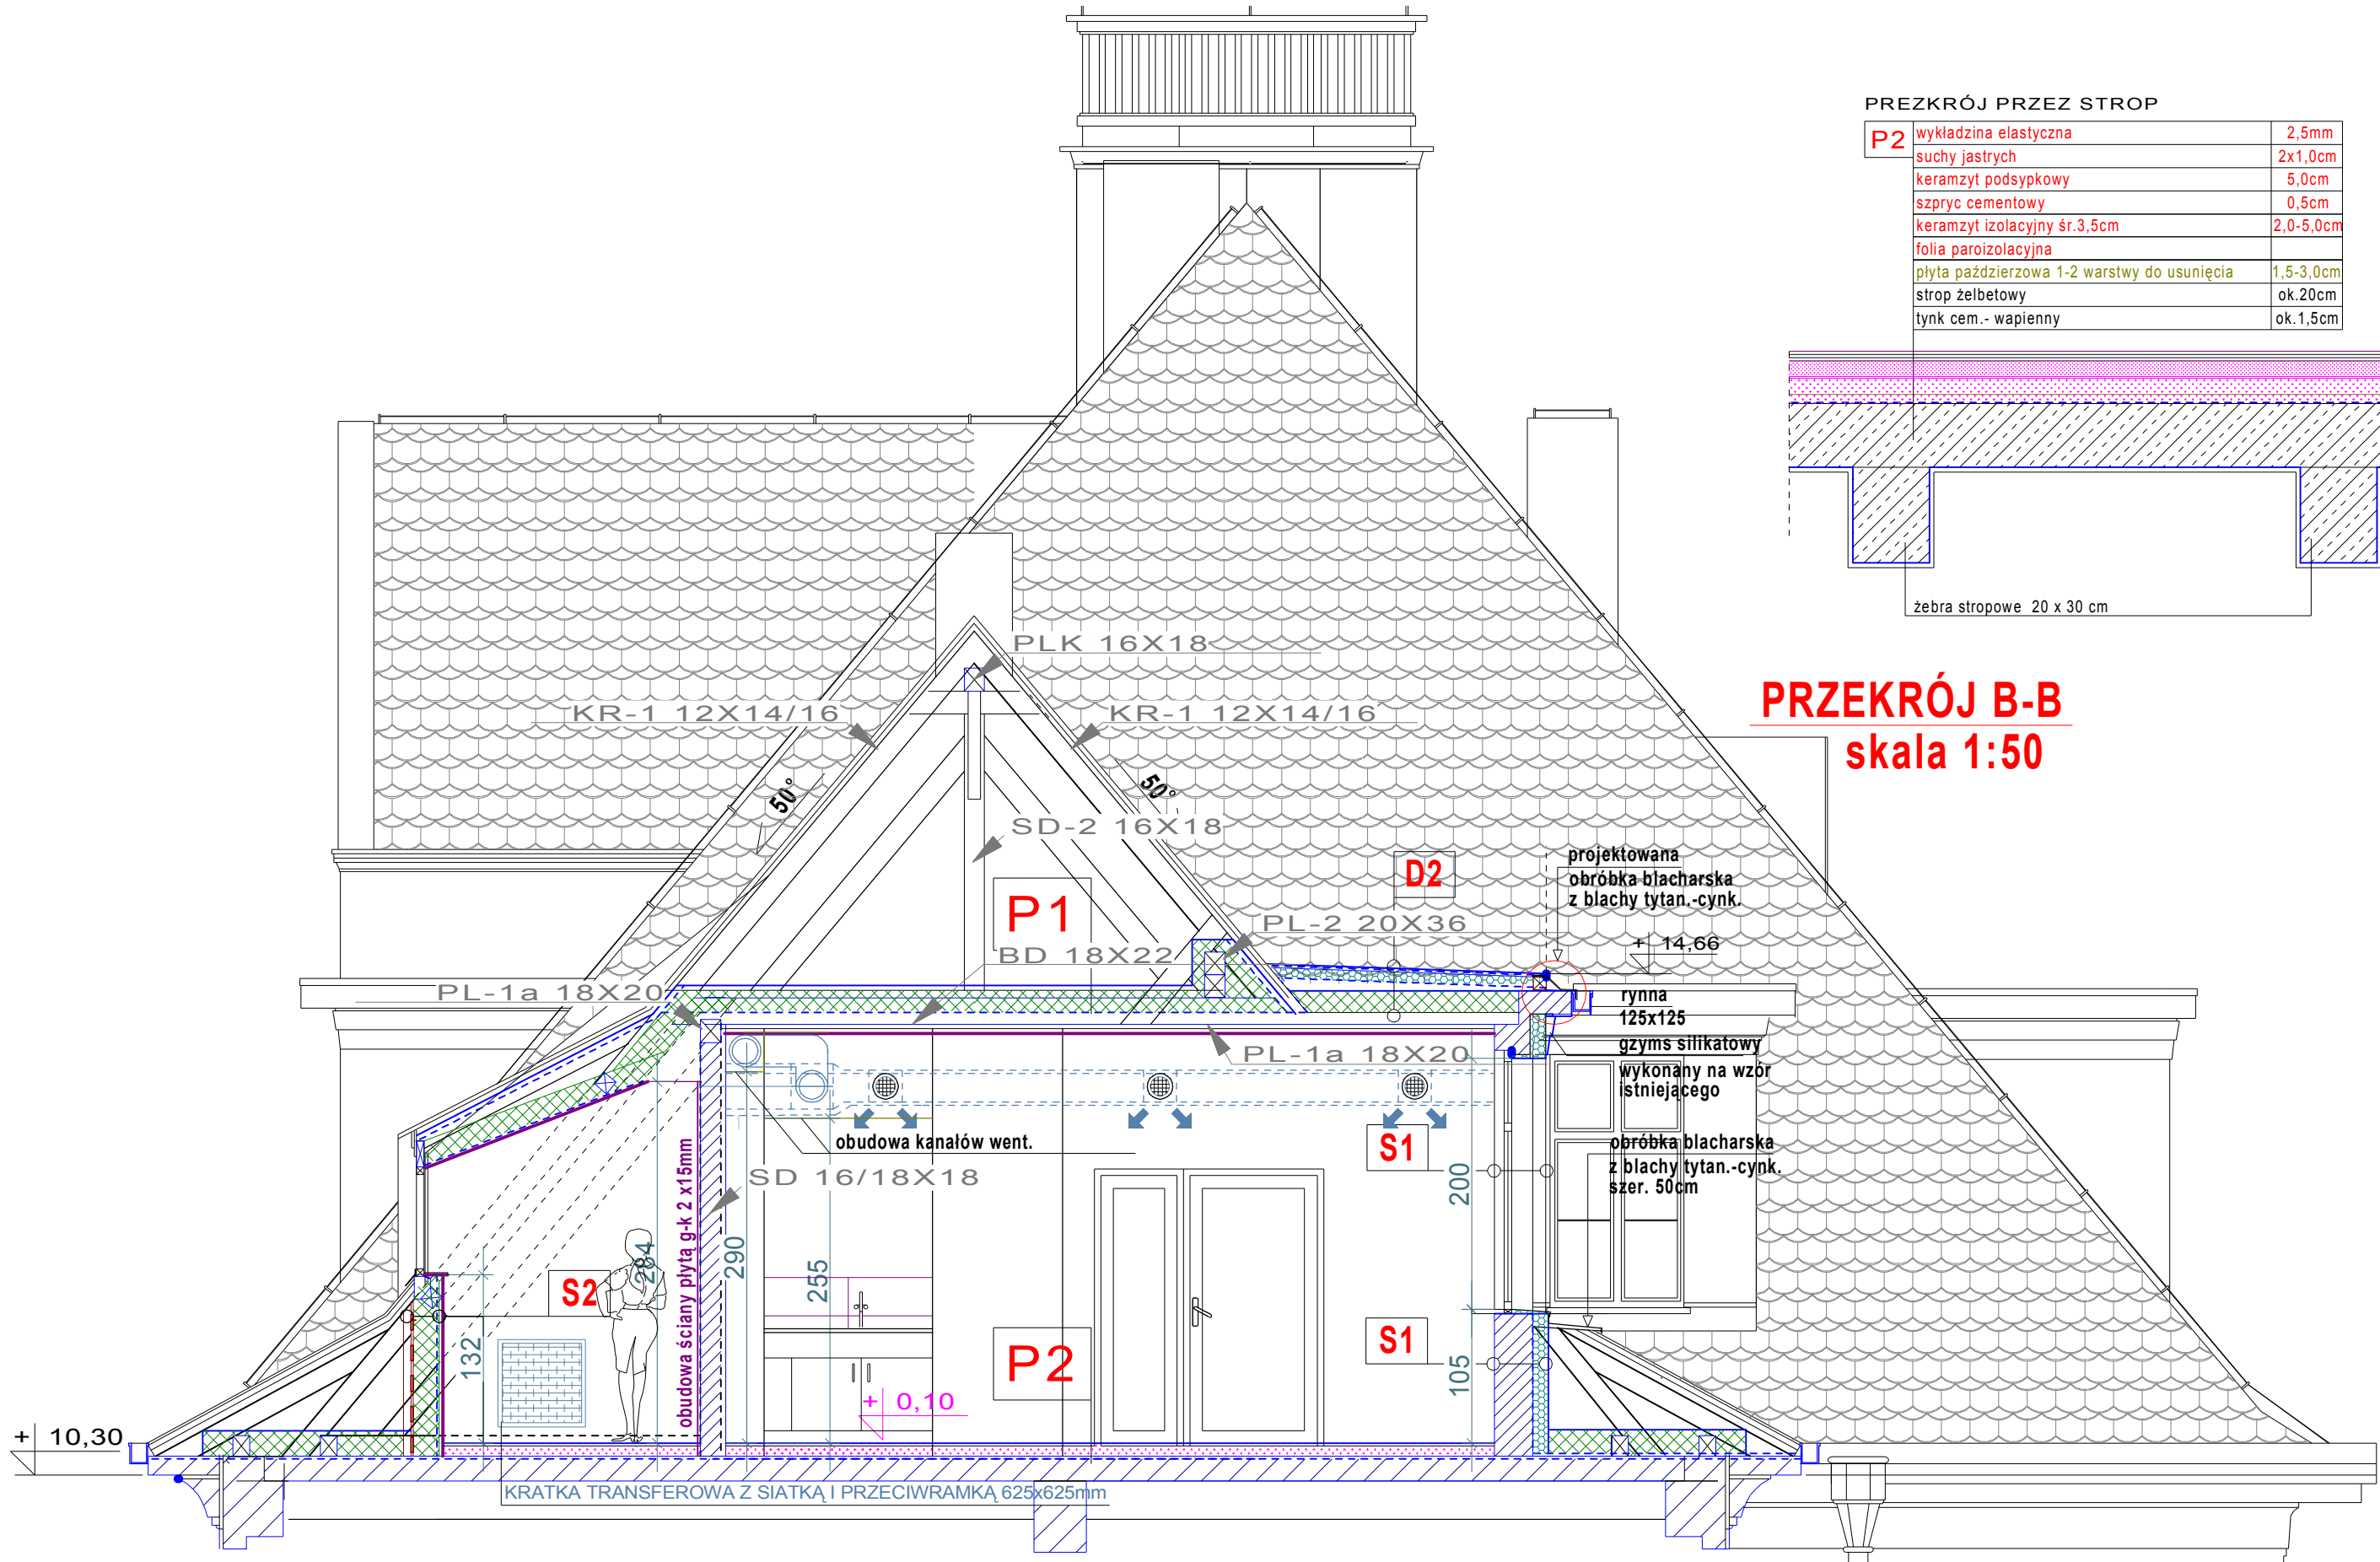 PREZKRÓJ PRZEZ STROP
P2
wykładzina elastyczna 2,5mm
suchy jastrych 2x1,0cm
keramzyt podsypkowy 5,0cm
szpryc cementowy 0,5cm
keramzyt izolacyjny śr.3,5cm 2,0-5,0cm
folia paroizolacyjna
płyta paździerzowa 1-2 warstwy do usunięcia 1,5-3,0cm
strop żelbetowy ok.20cm
tynk cem.- wapienny ok.1,5cm
żebra stropowe 20 x 30 cm
PRZEKRÓJ B-B
skala 1:50
PLK 16X18
KR-1 12X14/16
KR-1 12X14/16
50°
50°
SD-2 16X18
D2
projektowana
obróbka blacharska
z blachy tytan.-cynk.
P1
PL-2 20X36
+ 14,66
BD 18X22
PL-1a 18X20
rynna
125x125
gzyms silikatowy
PL-1a 18X20
wykonany na wzór
istniejącego
obudowa kanałów went.
S1
obróbka blacharska
z blachy tytan.-cynk.
szer. 50cm
SD 16/18X18
obudowa ściany płytą g-k 2 x15mm
200
284
290
255
S2
132
P2
S1
105
+ 0,10
+ 10,30
KRATKA TRANSFEROWA Z SIATKĄ I PRZECIWRAMKĄ 625x625mm